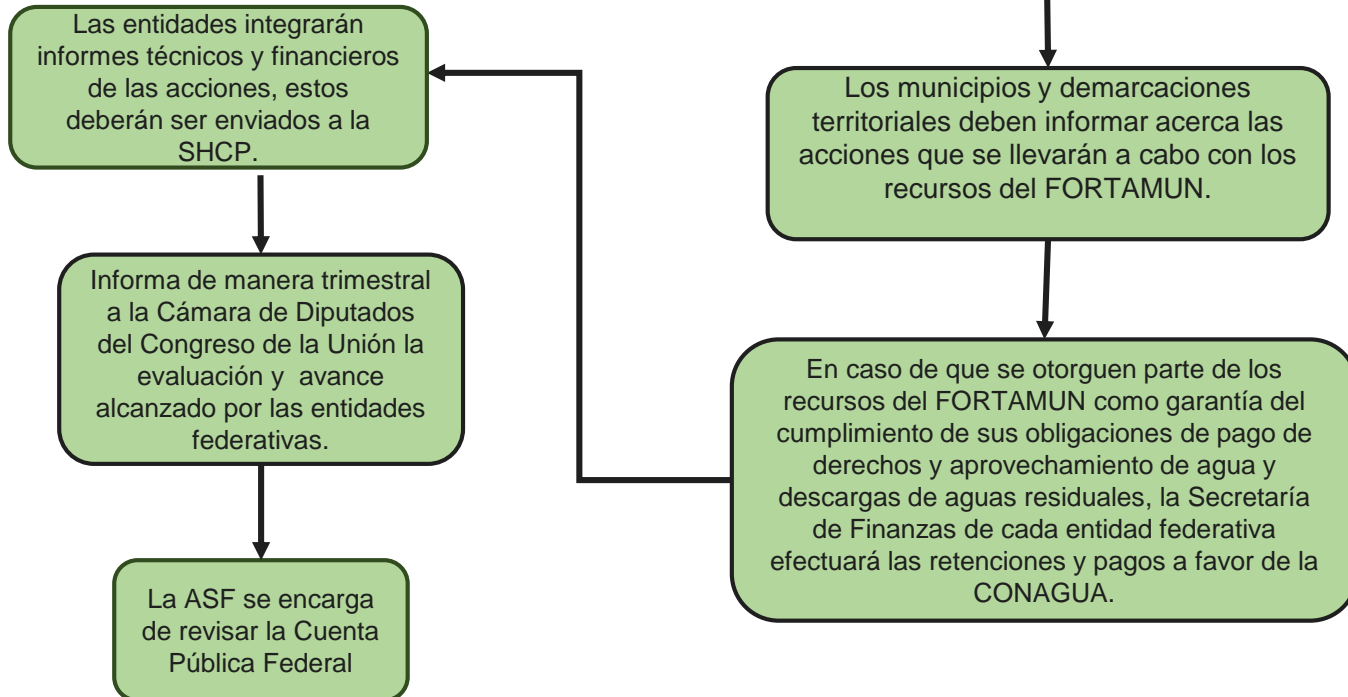 Las entidades integrarán
informes técnicos y financieros
de las acciones, estos
deberán ser enviados a la
SHCP.
Informa de manera trimestral
a la Cámara de Diputados
del Congreso de la Unión la
evaluación y  avance
alcanzado por las entidades
federativas.
La ASF se encarga
de revisar la Cuenta
Pública Federal
Los municipios y demarcaciones
territoriales deben informar acerca las
acciones que se llevarán a cabo con los
recursos del FORTAMUN.
En caso de que se otorguen parte de los
recursos del FORTAMUN como garantía del
cumplimiento de sus obligaciones de pago de
derechos y aprovechamiento de agua y
descargas de aguas residuales, la Secretaría
de Finanzas de cada entidad federativa
efectuará las retenciones y pagos a favor de la
CONAGUA.